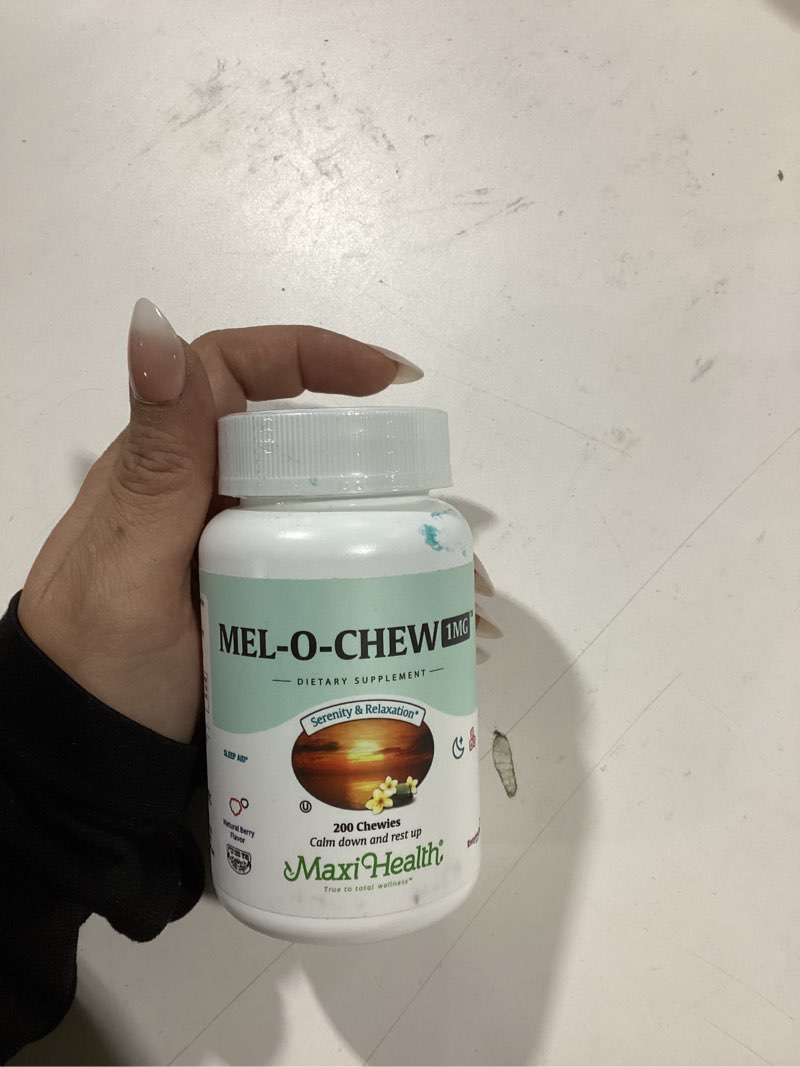 MEL-O-CHEW 1MG
DIETARY SUPPLEMENT
Serenity & Relaxation*
SLEEP AID*
U
Natural Berry
Flavor
200 Chewies
Calm down and rest up
MaxiHealth®
True to total wellness™